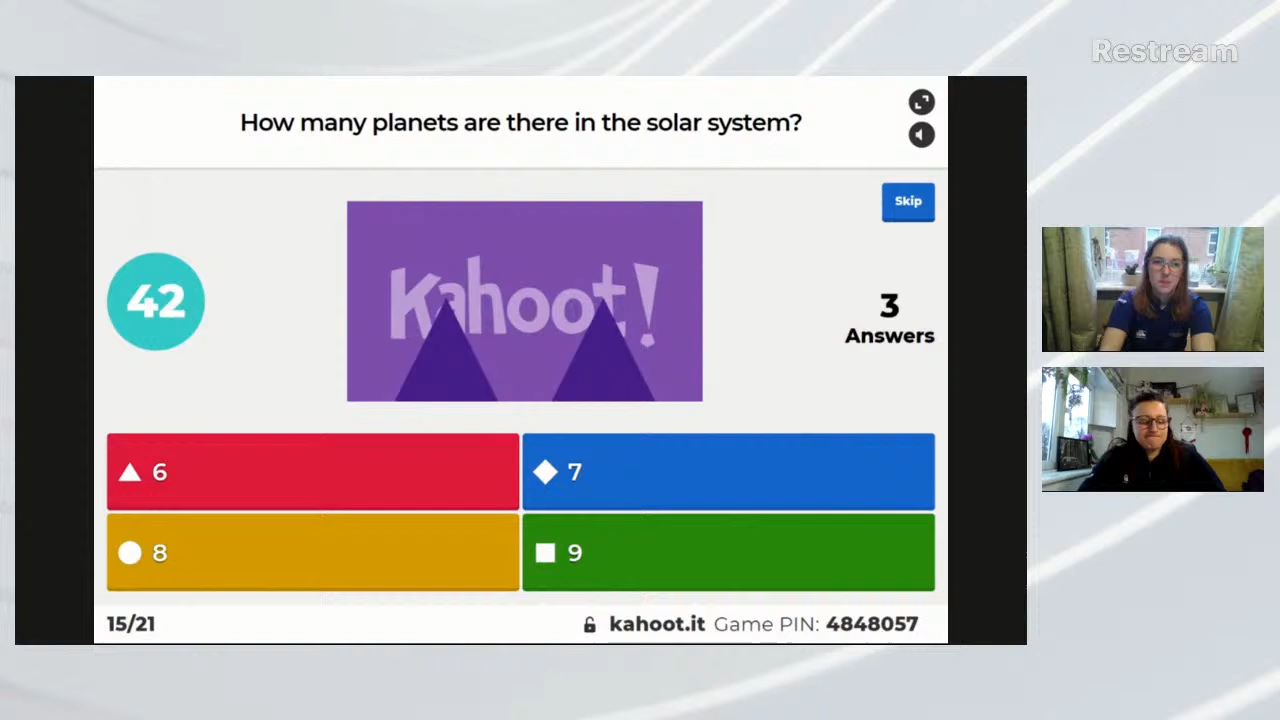 Restream
How many planets are there in the solar system?
Skip
42
Kahoot!
3
Answers
6
7
8
9
15/21
kahoot.it Game PIN: 4848057